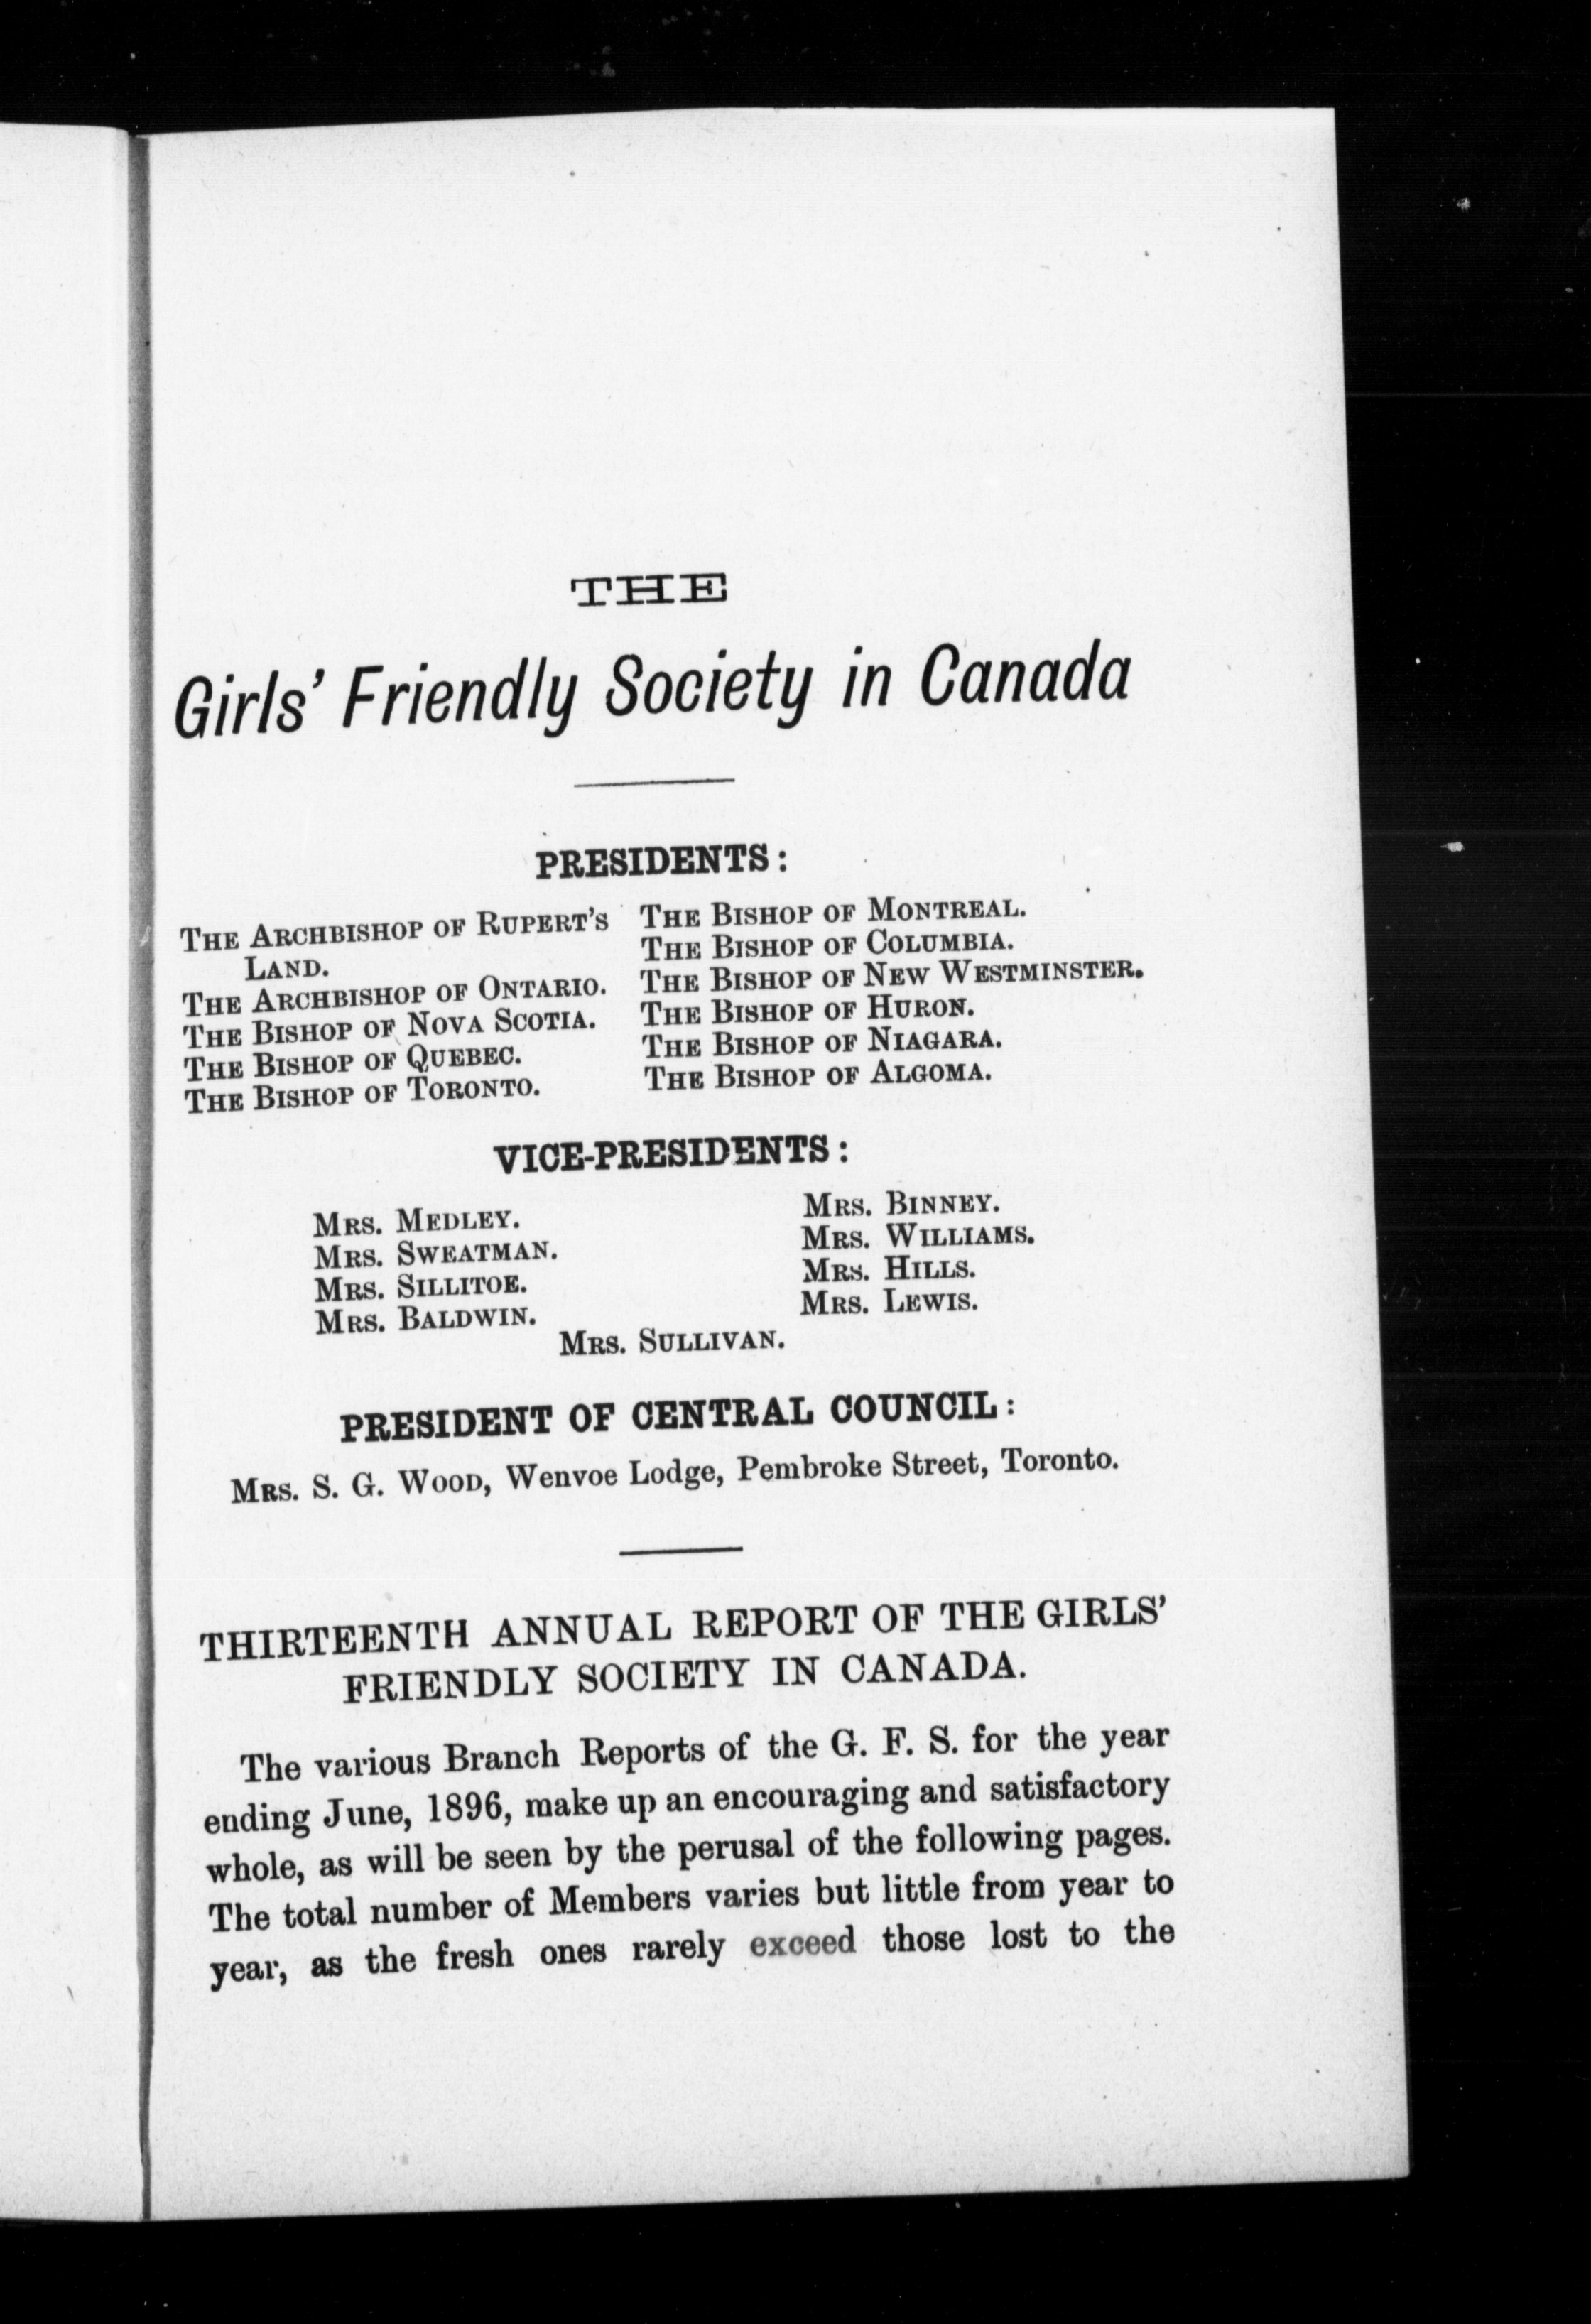 THE
Girls' Friendly Society in Canada
PRESIDENTS:
THE ARCHBISHOP OF RUPERT'S
LAND.
THE ARCHBISHOP OF ONTARIO.
THE BISHOP OF NOVA SCOTIA.
THE BISHOP OF QUEBEC.
THE BISHOP OF TORONTO.
THE BISHOP OF MONTREAL.
THE BISHOP OF COLUMBIA.
THE BISHOP OF NEW WESTMINSTER.
THE BISHOP OF HURON.
THE BISHOP OF NIAGARA.
THE BISHOP OF ALGOMA.
VICE-PRESIDENTS:
MRS. MEDLEY.
MRS. SWEATMAN.
MRS. SILLITOE.
MRS. BALDWIN.
MRS. BINNEY.
MRS. WILLIAMS.
MRS. HILLS.
MRS. LEWIS.
MRS. SULLIVAN.
PRESIDENT OF CENTRAL COUNCIL:
MRS. S. G. WOOD, Wenvoe Lodge, Pembroke Street, Toronto.
THIRTEENTH ANNUAL REPORT OF THE GIRLS'
FRIENDLY SOCIETY IN CANADA.
The various Branch Reports of the G. F. S. for the year
ending June, 1896, make up an encouraging and satisfactory
whole, as will be seen by the perusal of the following pages.
The total number of Members varies but little from year to
year, as the fresh ones rarely exceed those lost to the